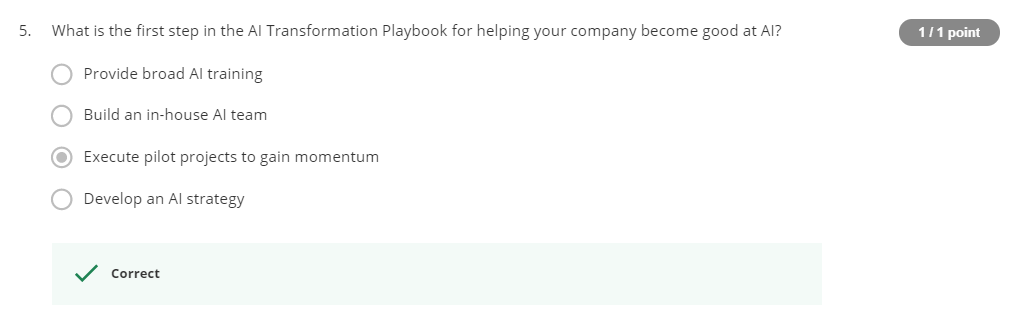 5. What is the first step in the AI Transformation Playbook for helping your company become good at AI?
1 / 1 point
Provide broad AI training
Build an in-house AI team
Execute pilot projects to gain momentum
Develop an AI strategy
Correct